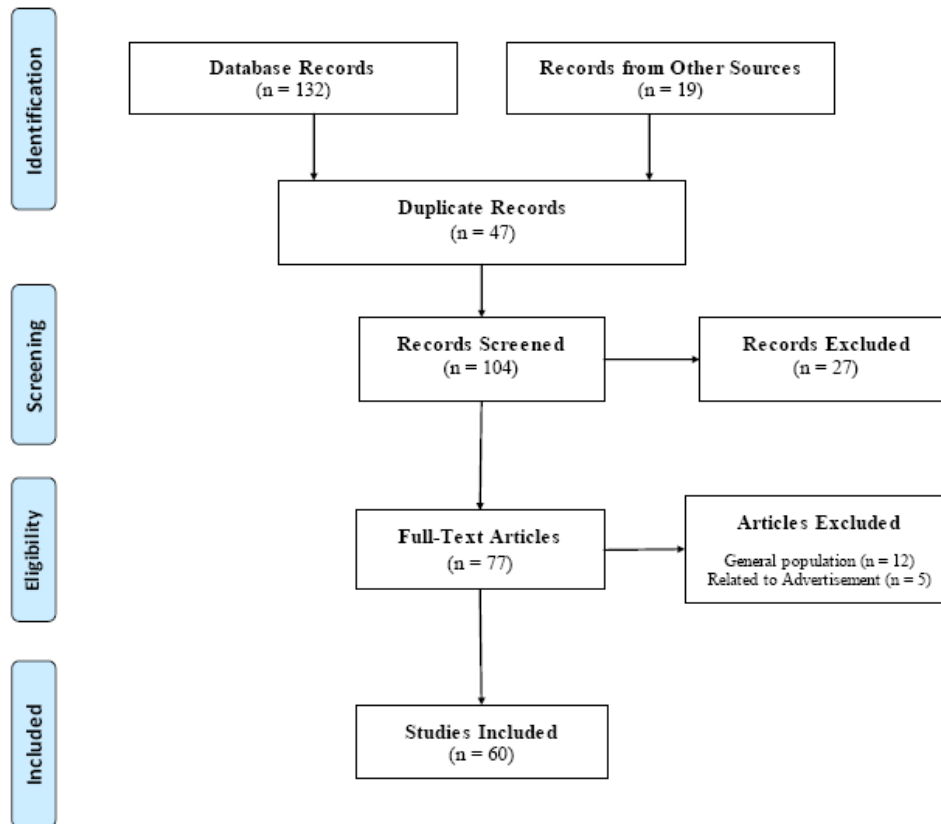 Identification
Database Records
(n = 132)
Records from Other Sources
(n = 19)
Duplicate Records
(n = 47)
Screening
Records Screened
(n = 104)
Records Excluded
(n = 27)
Eligibility
Full-Text Articles
(n = 77)
Articles Excluded
General population (n = 12)
Related to Advertisement (n = 5)
Included
Studies Included
(n = 60)